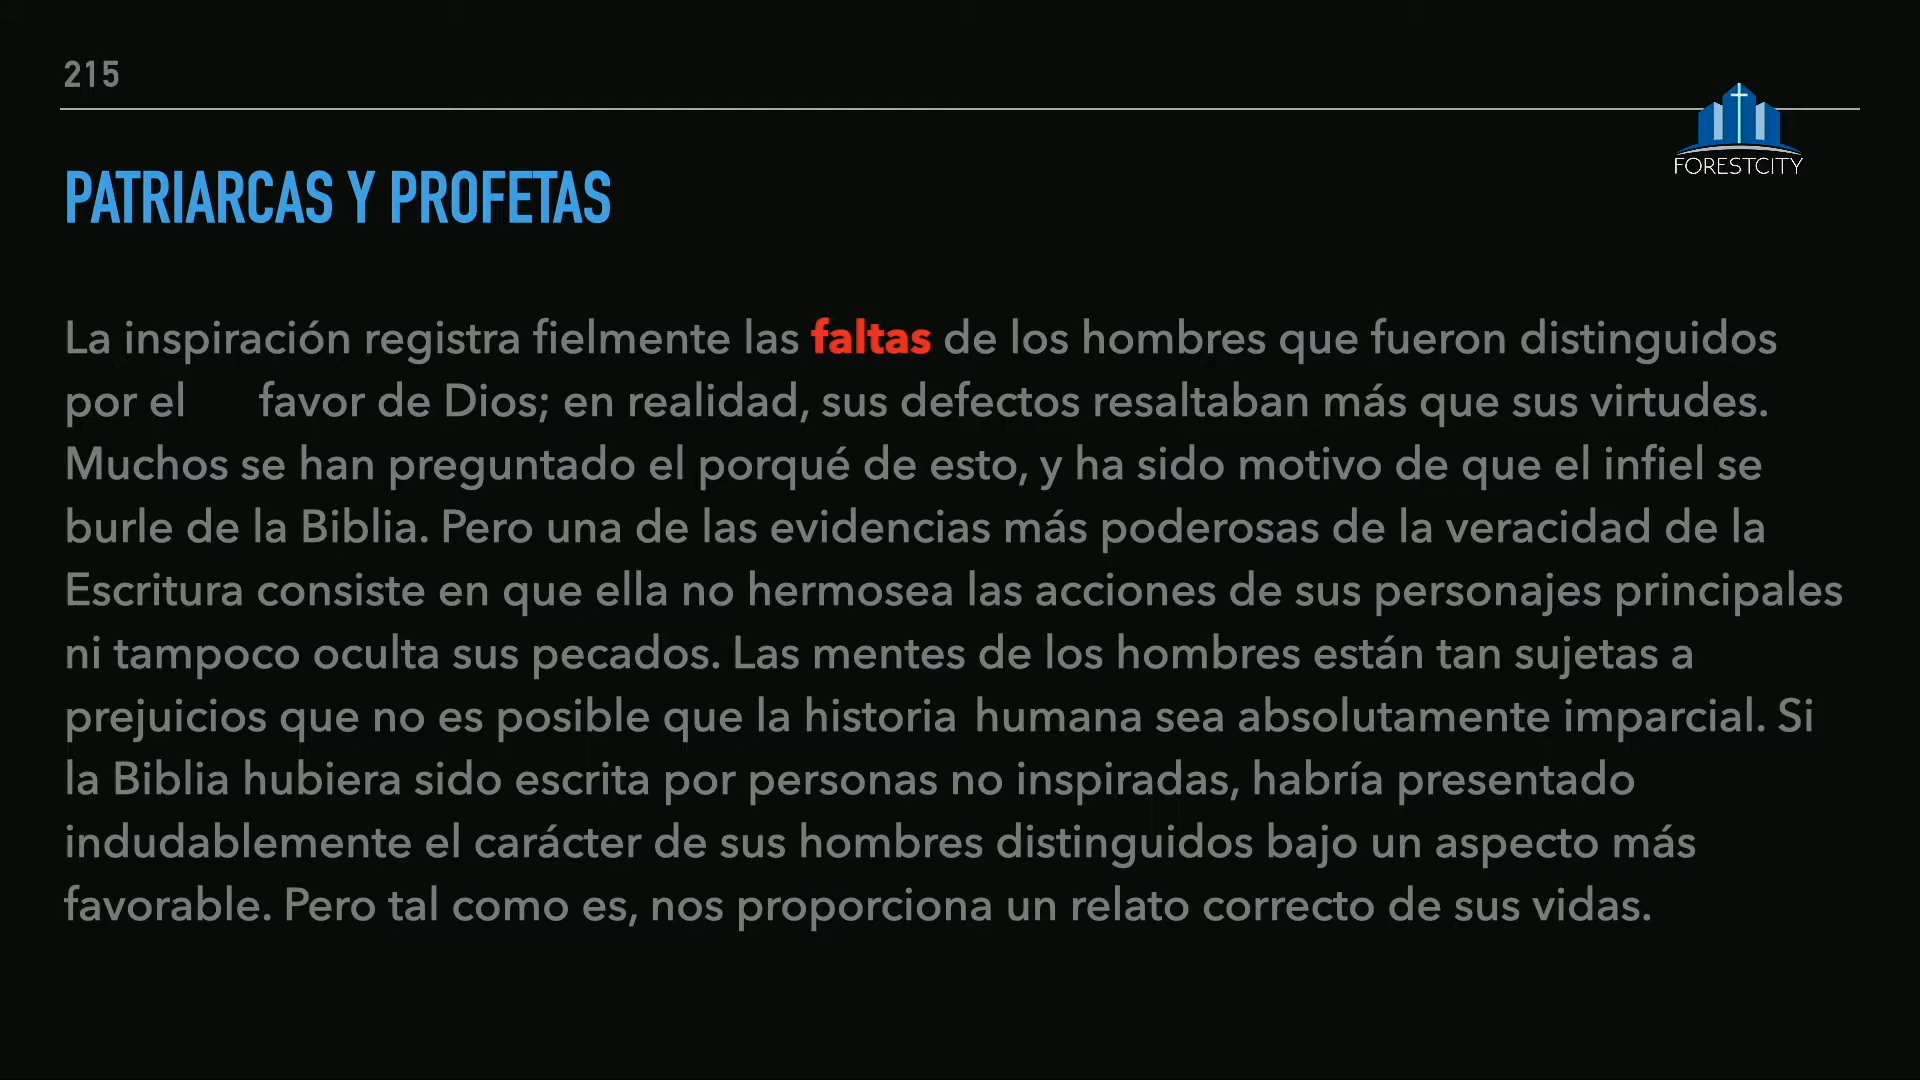 215
FORESTCITY
PATRIARCAS Y PROFETAS
La inspiración registra fielmente las faltas de los hombres que fueron distinguidos
por el favor de Dios; en realidad, sus defectos resaltaban más que sus virtudes.
Muchos se han preguntado el porqué de esto, y ha sido motivo de que el infiel se
burle de la Biblia. Pero una de las evidencias más poderosas de la veracidad de la
Escritura consiste en que ella no hermosea las acciones de sus personajes principales
ni tampoco oculta sus pecados. Las mentes de los hombres están tan sujetas a
prejuicios que no es posible que la historia humana sea absolutamente imparcial. Si
la Biblia hubiera sido escrita por personas no inspiradas, habría presentado
indudablemente el carácter de sus hombres distinguidos bajo un aspecto más
favorable. Pero tal como es, nos proporciona un relato correcto de sus vidas.